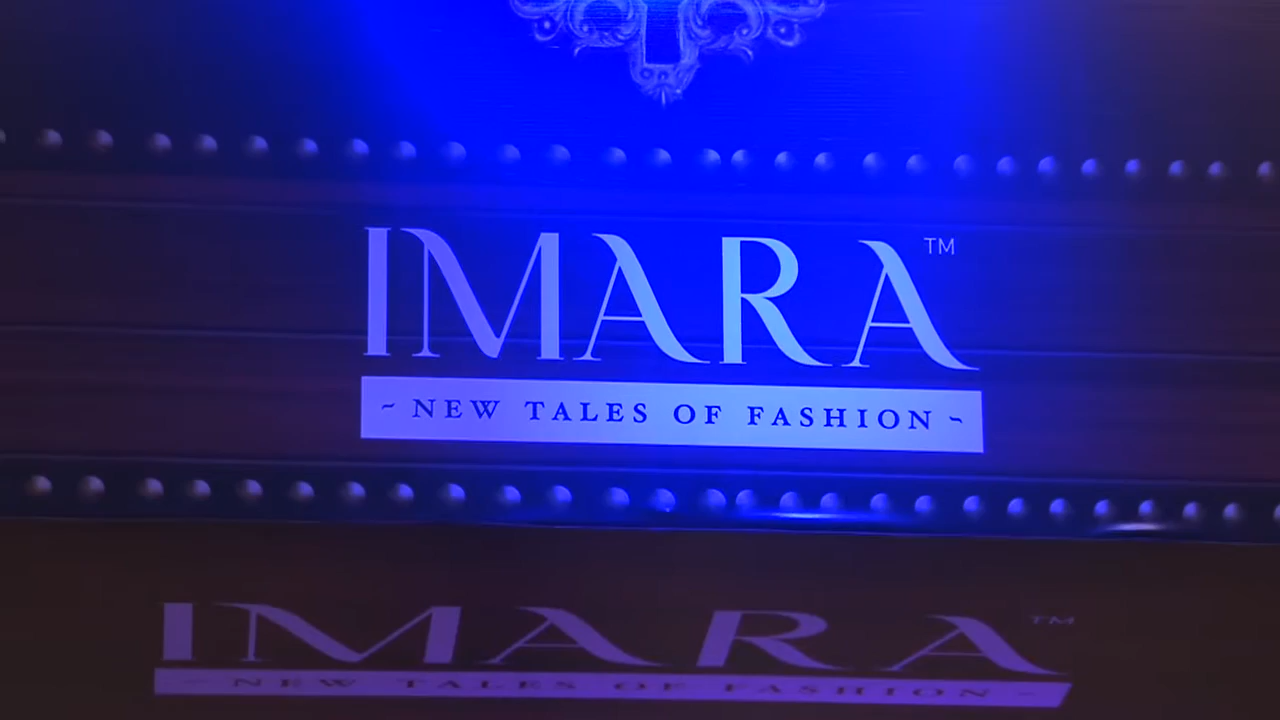 IMARA™
~ NEW TALES OF FASHION ~
IMARA™
~ NEW TALES OF FASHION ~